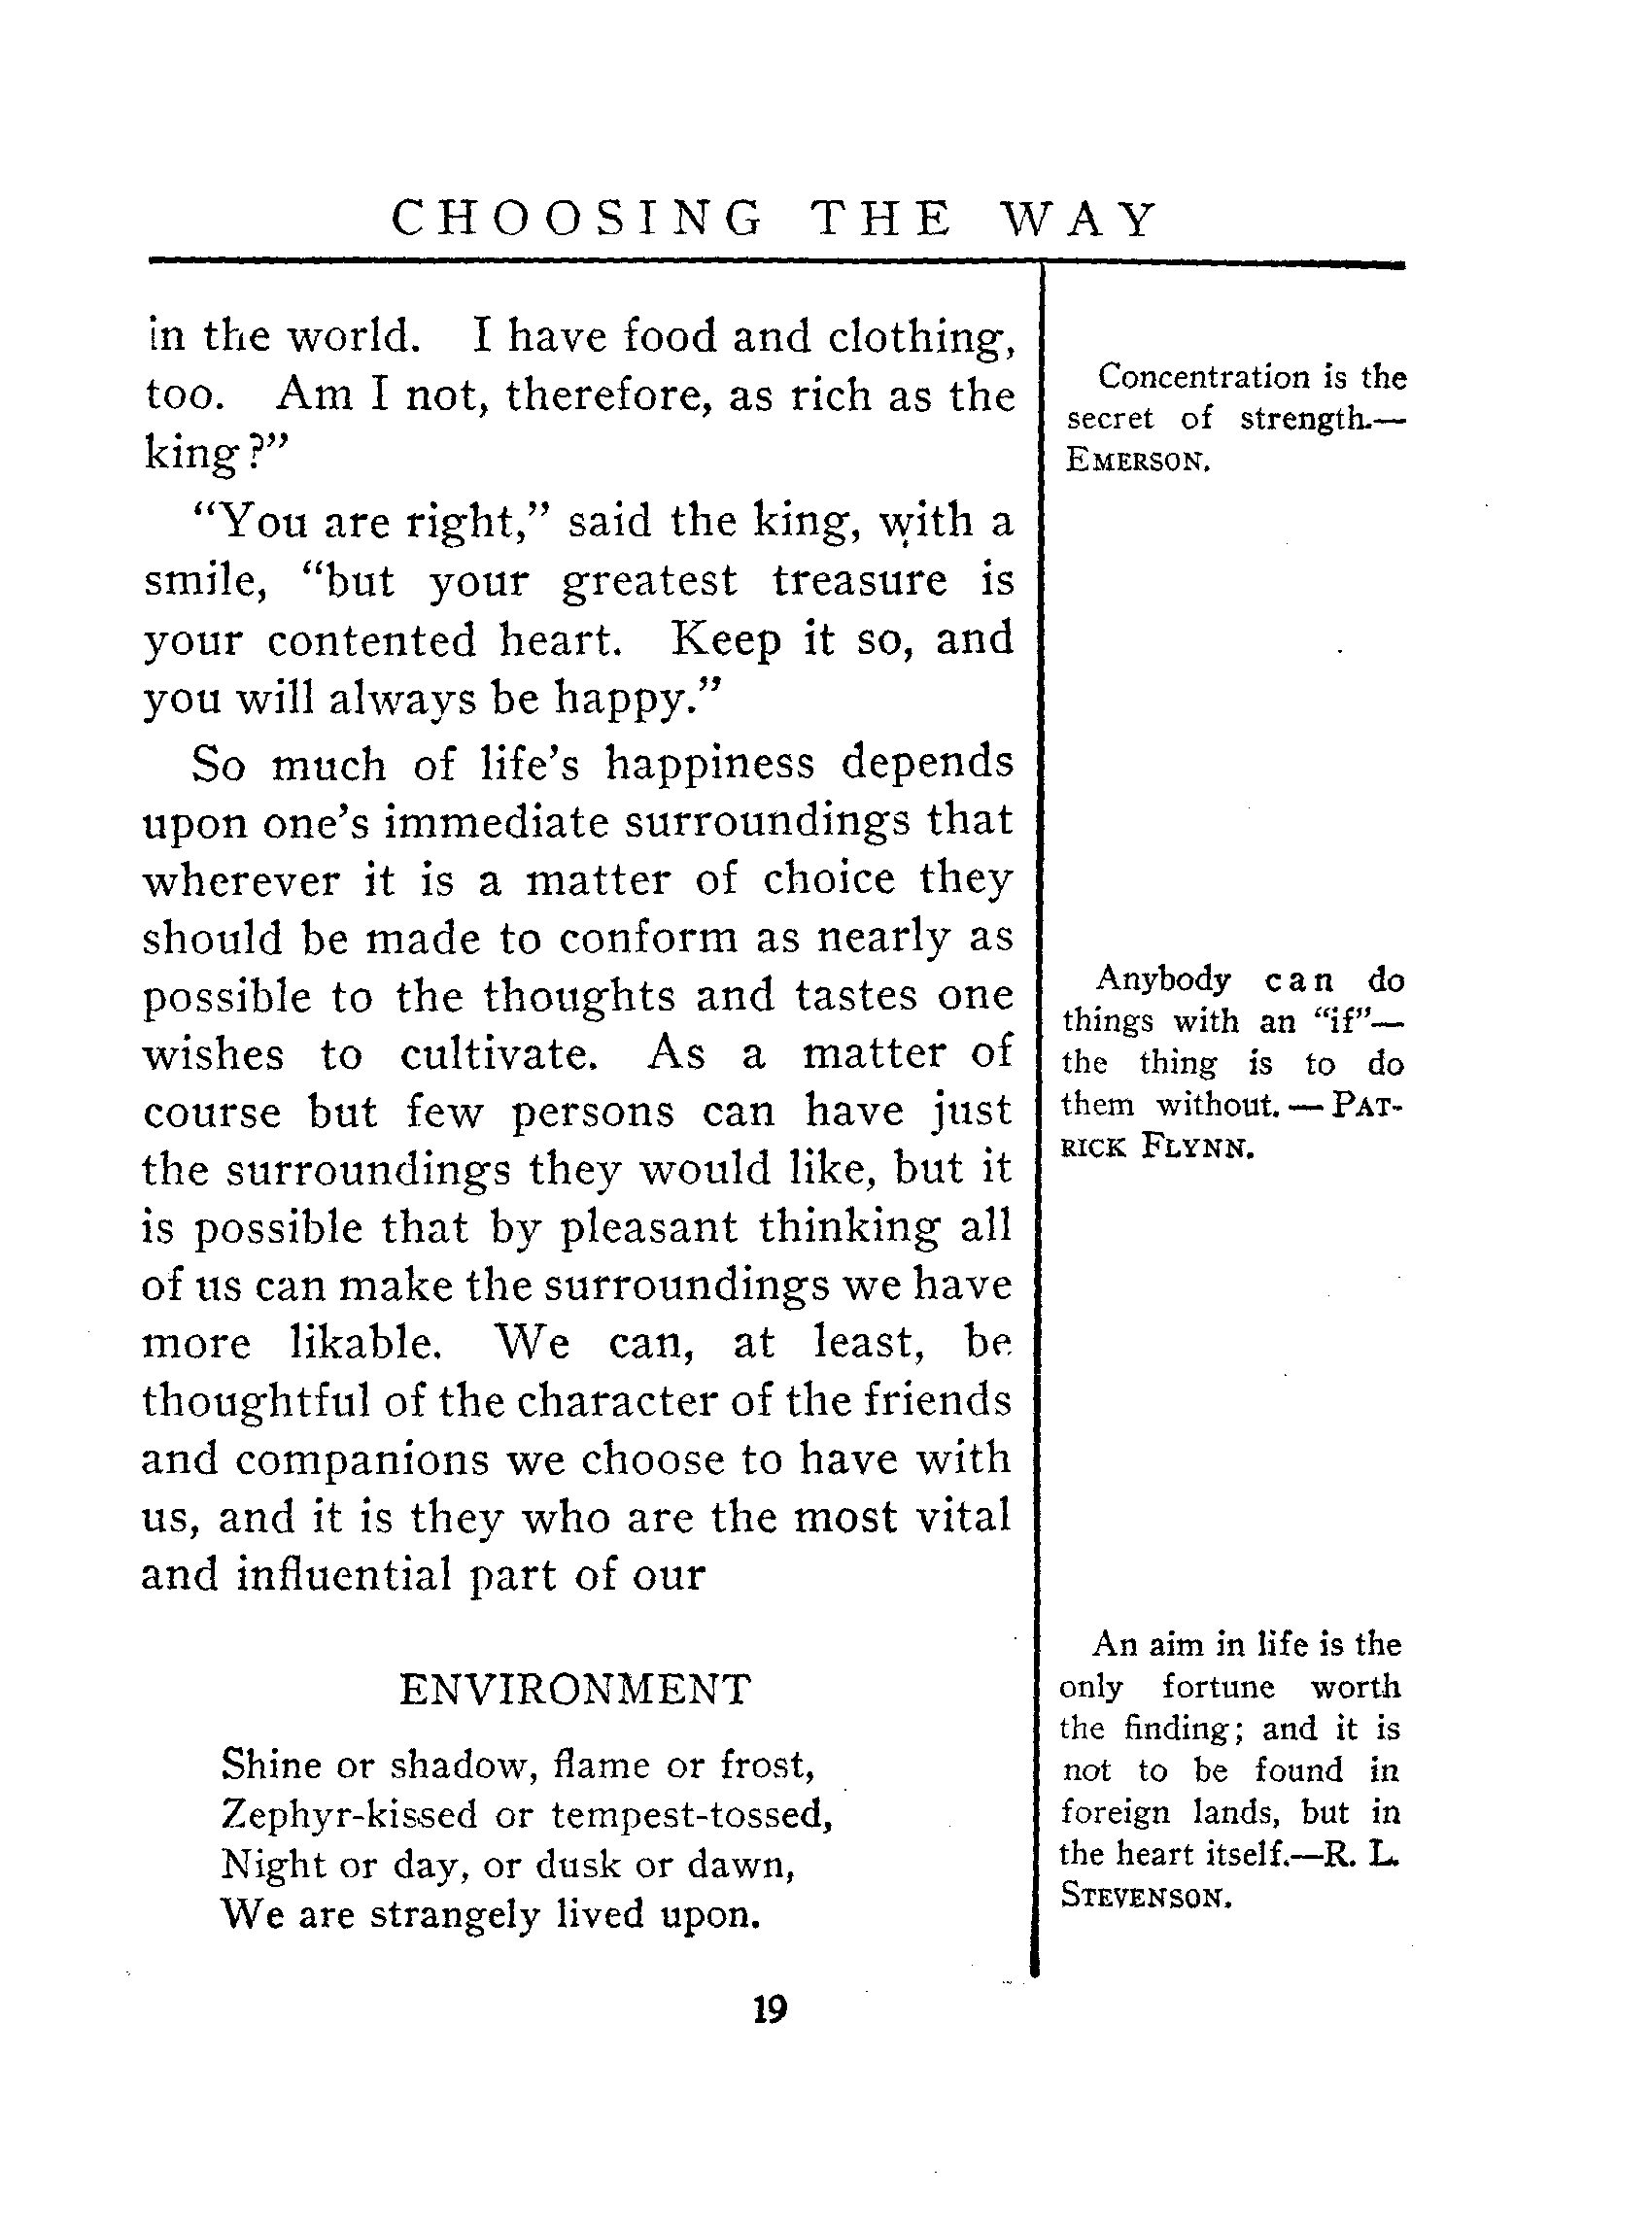 CHOOSING THE WAY
in the world. I have food and clothing,
too. Am I not, therefore, as rich as the
king?”
“You are right,” said the king, with a
smile, “but your greatest treasure is
your contented heart. Keep it so, and
you will always be happy.”
So much of life’s happiness depends
upon one’s immediate surroundings that
wherever it is a matter of choice they
should be made to conform as nearly as
possible to the thoughts and tastes one
wishes to cultivate. As a matter of
course but few persons can have just
the surroundings they would like, but it
is possible that by pleasant thinking all
of us can make the surroundings we have
more likable. We can, at least, be
thoughtful of the character of the friends
and companions we choose to have with
us, and it is they who are the most vital
and influential part of our
ENVIRONMENT
Shine or shadow, flame or frost,
Zephyr-kissed or tempest-tossed,
Night or day, or dusk or dawn,
We are strangely lived upon.
Concentration is the
secret of strength.—
EMERSON.
Anybody can do
things with an “if”—
the thing is to do
them without.—PAT-
RICK FLYNN.
An aim in life is the
only fortune worth
the finding; and it is
not to be found in
foreign lands, but in
the heart itself.—R. L.
STEVENSON.
19